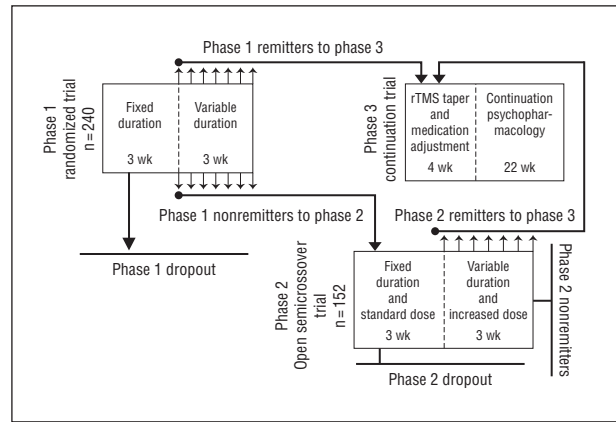 Phase 1 remitters to phase 3
Phase 1
randomized trial
n=240
Fixed
duration
3 wk
Variable
duration
3 wk
Phase 3
continuation trial
rTMS taper
and
medication
adjustment
4 wk
Continuation
psychophar-
macology
22 wk
Phase 1 nonremitters to phase 2
Phase 2 remitters to phase 3
Phase 1 dropout
Phase 2
Open semicrossover
trial
n=152
Fixed
duration
and
standard dose
3 wk
Variable
duration
and
increased dose
3 wk
Phase 2 nonremitters
Phase 2 dropout